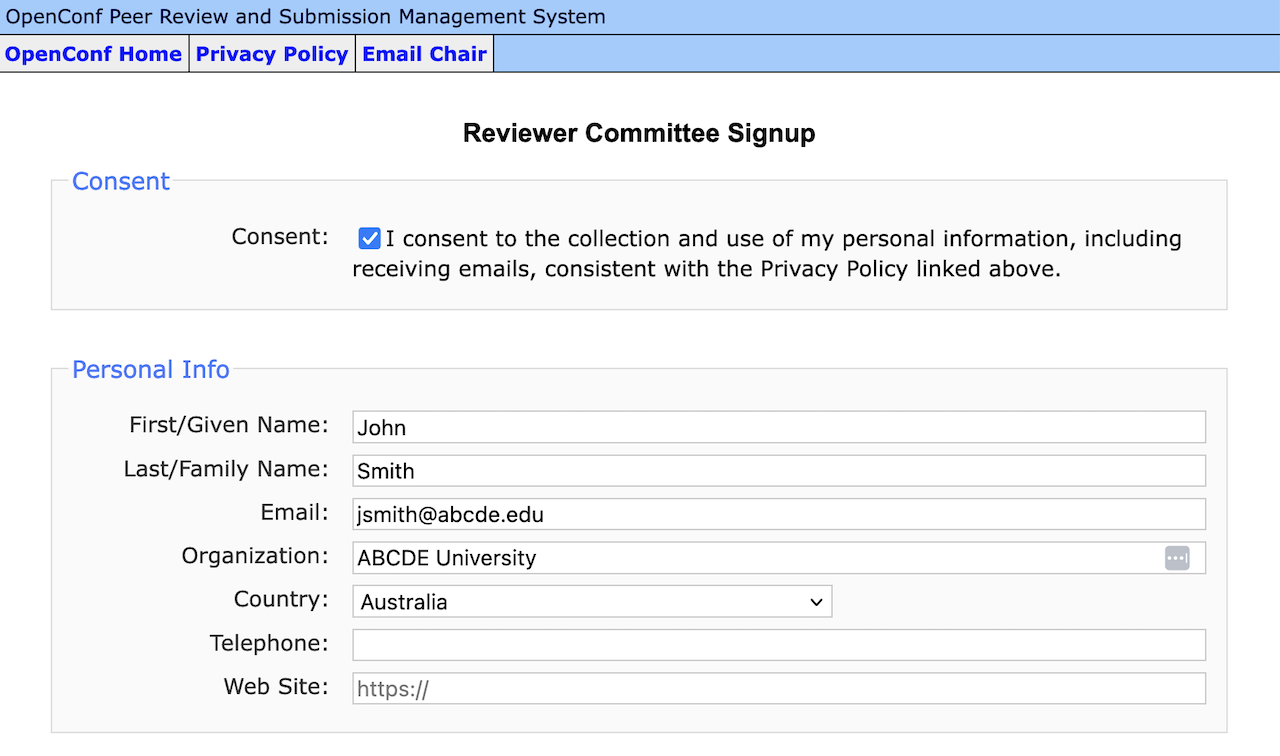 OpenConf Peer Review and Submission Management System
OpenConf Home Privacy Policy Email Chair
Reviewer Committee Signup
Consent
Consent: I consent to the collection and use of my personal information, including
receiving emails, consistent with the Privacy Policy linked above.
Personal Info
First/Given Name: John
Last/Family Name: Smith
Email: jsmith@abcde.edu
Organization: ABCDE University
Country: Australia
Telephone:
Web Site: https://